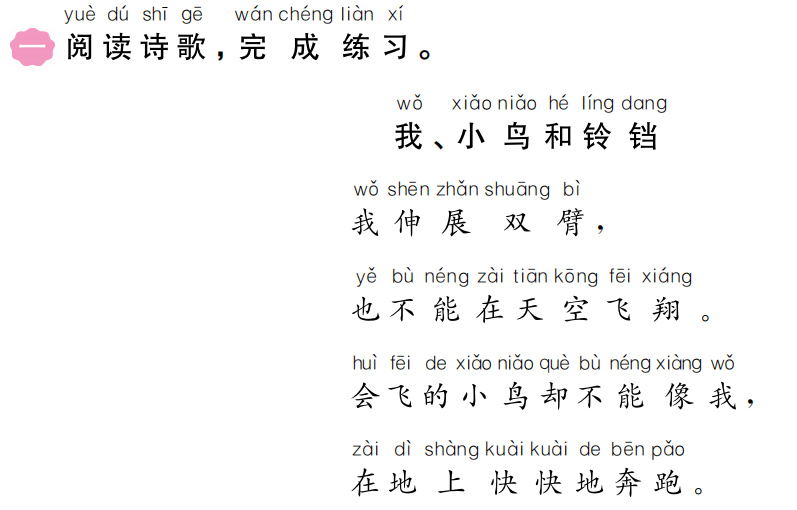 yuè dú shī gē wán chéng liàn xí
一 阅读诗歌，完成练习。
wǒ xiǎo niǎo hé líng dang
我、小鸟和铃铛
wǒ shēn zhǎn shuāng bì
我伸展双臂，
yě bù néng zài tiān kōng fēi xiáng
也不能在天空飞翔。
huì fēi de xiǎo niǎo què bù néng xiàng wǒ
会飞的小鸟却不能像我，
zài dì shàng kuài kuài de bēn pǎo
在地上快快地奔跑。